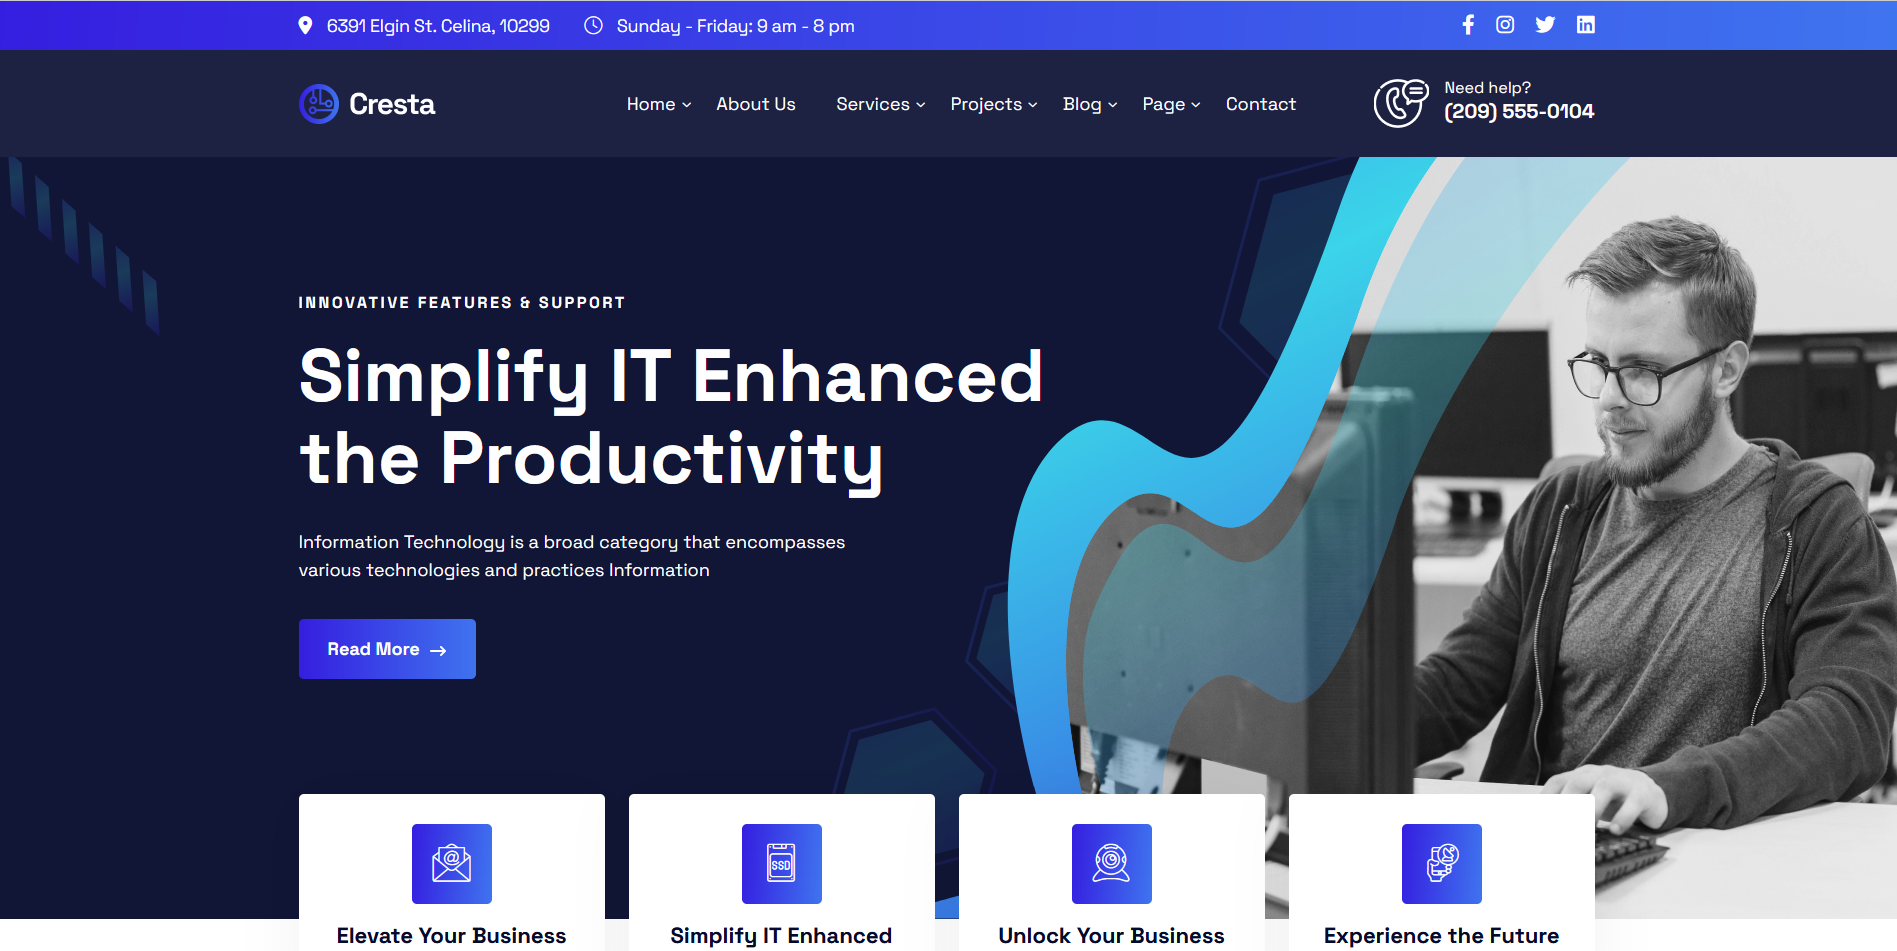 6391 Elgin St. Celina, 10299
Sunday - Friday: 9 am - 8 pm
Cresta
Home
About Us
Services
Projects
Blog
Page
Contact
Need help?
(209) 555-0104
INNOVATIVE FEATURES & SUPPORT
Simplify IT Enhanced
the Productivity
Information Technology is a broad category that encompasses
various technologies and practices Information
Read More
@
SSD
Elevate Your Business
Simplify IT Enhanced
Unlock Your Business
Experience the Future